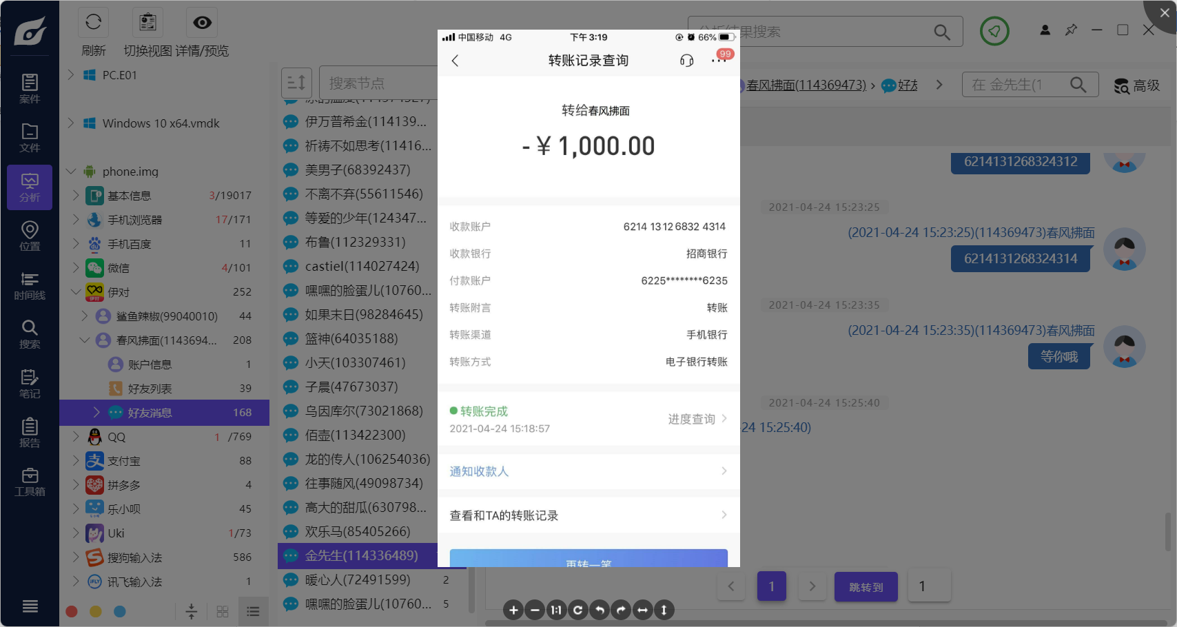 刷新
切换视图
详情/预览
分析结果搜索
案件
文件
分析
位置
时间线
搜索
笔记
报告
工具箱
PC.E01
Windows 10 x64.vmdk
phone.img
基本信息 3/19017
手机浏览器 17/171
手机百度 11
微信 4/101
伊对 252
鲨鱼辣椒(99040010) 44
春风拂面(1143694... 208
账户信息 1
好友列表 39
好友消息 168
QQ 1 /769
支付宝 88
拼多多 4
乐小呗 45
Uki 1/73
搜狗输入法 586
讯飞输入法 1
搜索节点
伊万普希金(114139...
祈祷不如思考(11416...
美男子(68392437)
不离不弃(55611546)
等爱的少年(124347...
布鲁(112329331)
castiel(114027424)
嘿嘿的脸蛋儿(10760...
如果末日(98284645)
篮神(64035188)
小天(103307461)
子晨(47673037)
乌因库尔(73021868)
佰壶(113422300)
龙的传人(106254036)
往事随风(49098734)
高大的甜瓜(630798...
欢乐马(85405266)
金先生(114336489)
暖心人(72491599) 2
嘿嘿的脸蛋儿(10760... 5
中国移动 4G 下午3:19 66%
转账记录查询
99
转给春风拂面
-￥1,000.00
收款账户 6214 1312 6832 4314
收款银行 招商银行
付款账户 6225********6235
转账附言 转账
转账渠道 手机银行
转账方式 电子银行转账
转账完成
2021-04-24 15:18:57
进度查询
通知收款人
查看和TA的转账记录
再转一笔
1:1
春风拂面(114369473)
好友
在 金先生(1
高级
6214131268324312
2021-04-24 15:23:25
(2021-04-24 15:23:25)(114369473)春风拂面
6214131268324314
2021-04-24 15:23:35
(2021-04-24 15:23:35)(114369473)春风拂面
等你哦
2021-04-24 15:25:40
24 15:25:40)
1
跳转到
1